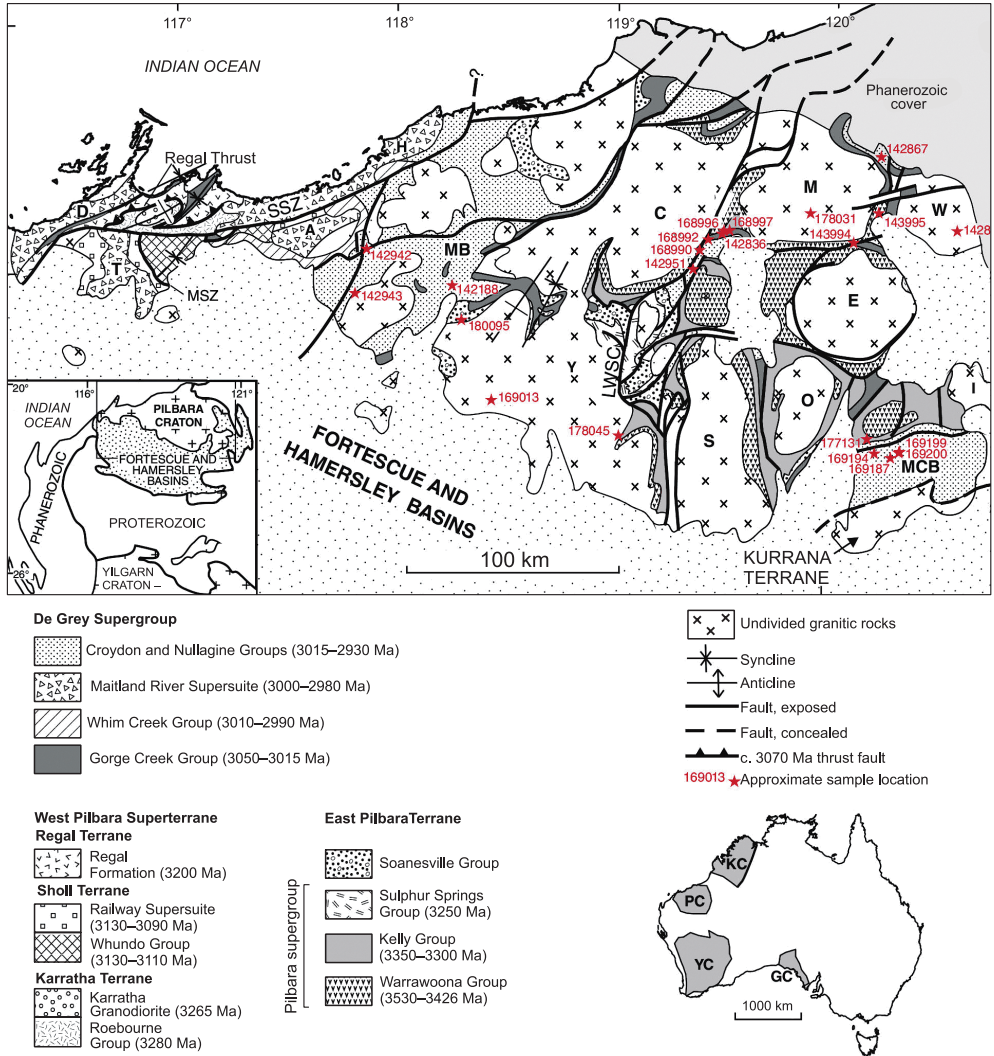 117°
118°
119°
120°
INDIAN OCEAN
Phanerozoic
cover
Regal Thrust
H
142867
D
SSZ
M
W
C
178031
168996
168997
143995
A
168992
142836
143994
1428
MB
168990
142942
142951
T
142188
E
MSZ
142943
180095
Y
LWSC
20°
116°
121°
INDIAN
OCEAN
PILBARA
CRATON
O
I
169013
FORTESCUE AND
HAMERSLEY
BASINS
178045
S
177131
169199
169194
169200
169187
MCB
FORTESCUE AND
HAMERSLEY BASINS
PHANEROZOIC
PROTEROZOIC
26°
YILGARN
CRATON
100 km
KURRANA
TERRANE
?
De Grey Supergroup
Croydon and Nullagine Groups (3015–2930 Ma)
Maitland River Supersuite (3000–2980 Ma)
Whim Creek Group (3010–2990 Ma)
Gorge Creek Group (3050–3015 Ma)
Undivided granitic rocks
Syncline
Anticline
Fault, exposed
Fault, concealed
c. 3070 Ma thrust fault
169013 Approximate sample location
West Pilbara Superterrane
Regal Terrane
Regal
Formation (3200 Ma)
Sholl Terrane
Railway Supersuite
(3130–3090 Ma)
Whundo Group
(3130–3110 Ma)
Karratha Terrane
Karratha
Granodiorite (3265 Ma)
Roebourne
Group (3280 Ma)
East PilbaraTerrane
Soanesville Group
Pilbara supergroup
Sulphur Springs
Group (3250 Ma)
Kelly Group
(3350–3300 Ma)
Warrawoona Group
(3530–3426 Ma)
KC
PC
YC
GC
1000 km